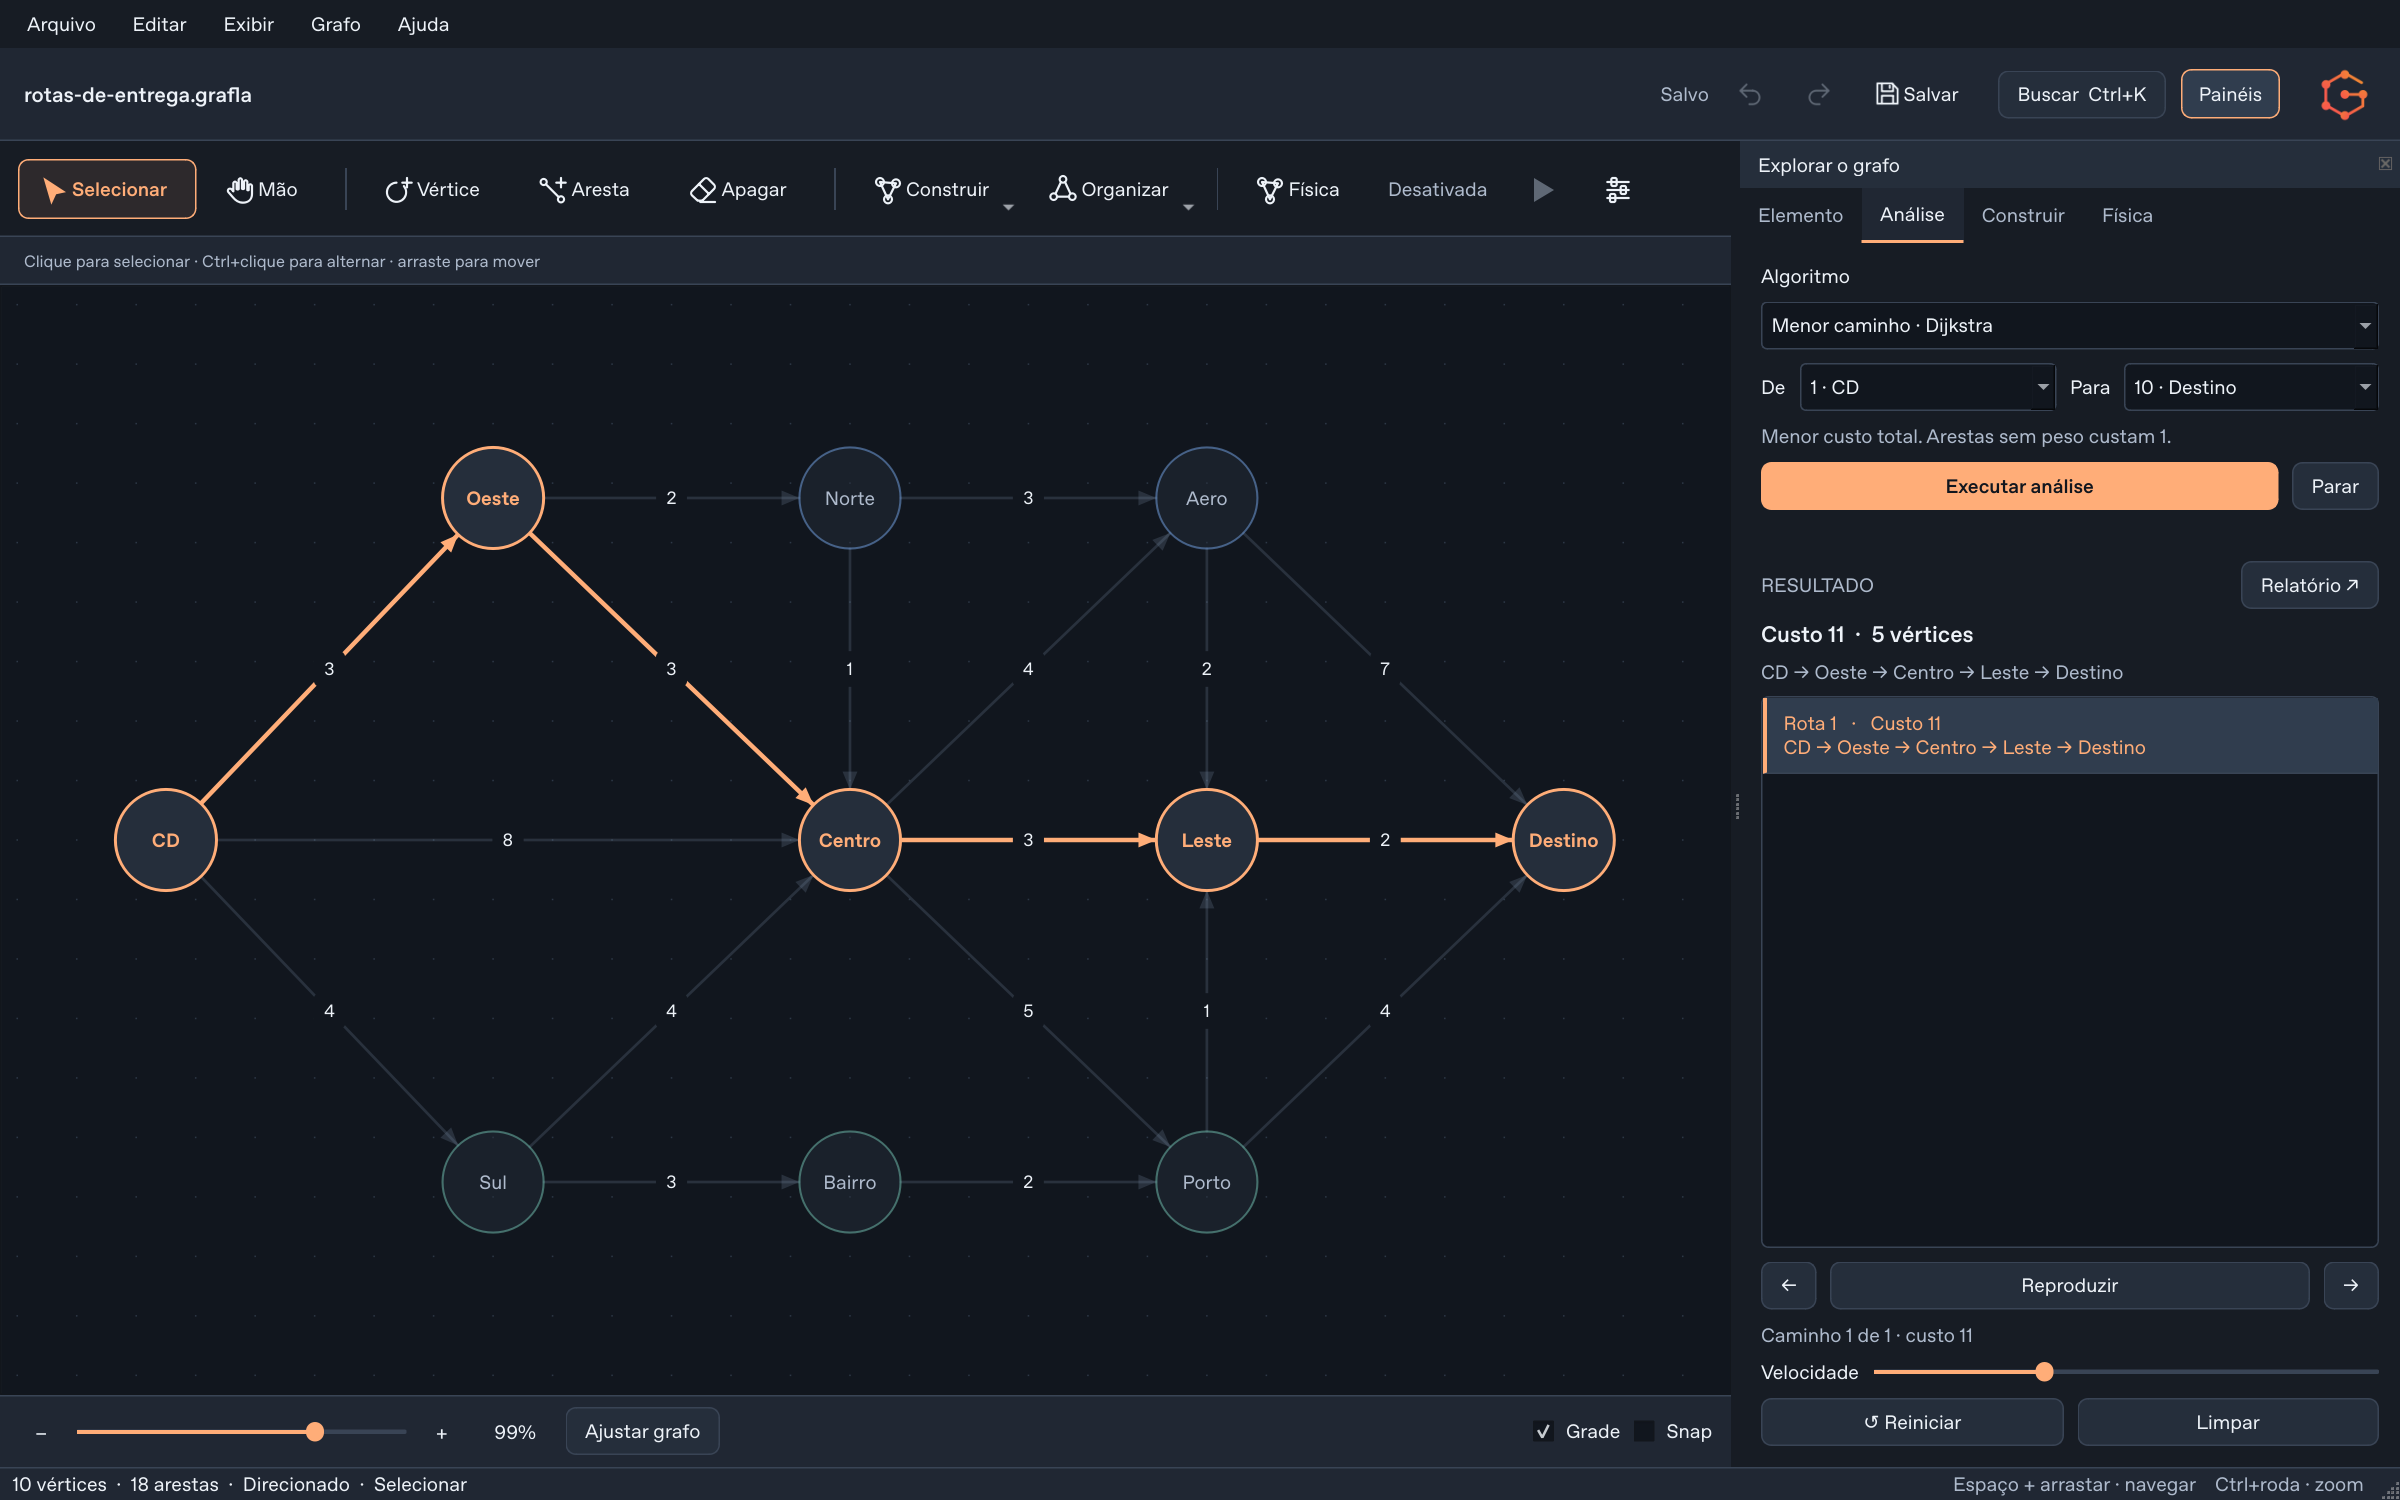 Arquivo Editar Exibir Grafo Ajuda
rotas-de-entrega.grafla
Salvo Salvar Buscar Ctrl+K Painéis
Selecionar Mão Vértice Aresta Apagar Construir Organizar Física Desativada
Clique para selecionar · Ctrl+clique para alternar · arraste para mover
Oeste 2 Norte 3 Aero
3 3 1 4 2 7
CD 8 Centro 3 Leste 2 Destino
4 4 5 1 4
Sul 3 Bairro 2 Porto
– + 99% Ajustar grafo Grade Snap
Explorar o grafo
Elemento Análise Construir Física
Algoritmo
Menor caminho · Dijkstra
De 1 · CD Para 10 · Destino
Menor custo total. Arestas sem peso custam 1.
Executar análise Parar
RESULTADO Relatório ↗
Custo 11 · 5 vértices
CD → Oeste → Centro → Leste → Destino
Rota 1 · Custo 11
CD → Oeste → Centro → Leste → Destino
← Reproduzir →
Caminho 1 de 1 · custo 11
Velocidade
↺ Reiniciar Limpar
10 vértices · 18 arestas · Direcionado · Selecionar
Espaço + arrastar · navegar Ctrl+roda · zoom